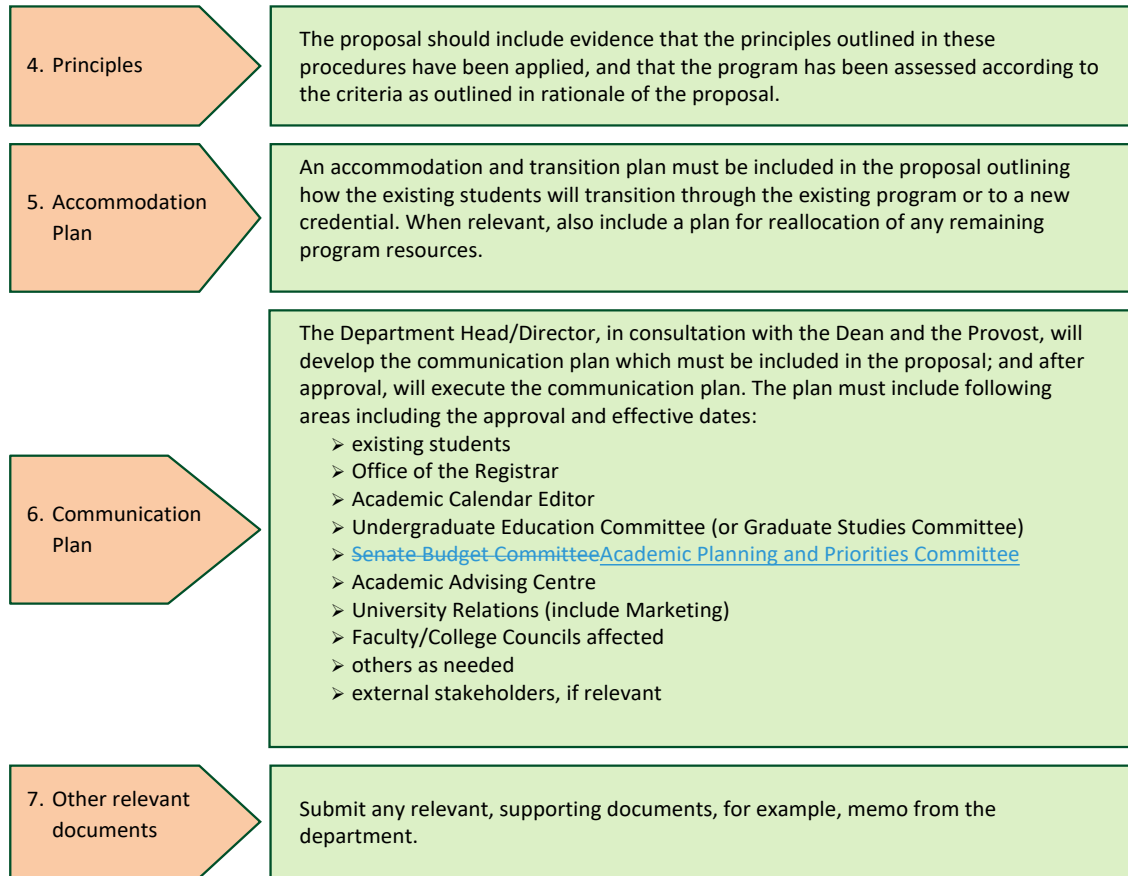 4. Principles
The proposal should include evidence that the principles outlined in these
procedures have been applied, and that the program has been assessed according to
the criteria as outlined in rationale of the proposal.
5. Accommodation
Plan
An accommodation and transition plan must be included in the proposal outlining
how the existing students will transition through the existing program or to a new
credential. When relevant, also include a plan for reallocation of any remaining
program resources.
6. Communication
Plan
The Department Head/Director, in consultation with the Dean and the Provost, will
develop the communication plan which must be included in the proposal; and after
approval, will execute the communication plan. The plan must include following
areas including the approval and effective dates:
➢ existing students
➢ Office of the Registrar
➢ Academic Calendar Editor
➢ Undergraduate Education Committee (or Graduate Studies Committee)
➢ Senate Budget CommitteeAcademic Planning and Priorities Committee
➢ Academic Advising Centre
➢ University Relations (include Marketing)
➢ Faculty/College Councils affected
➢ others as needed
➢ external stakeholders, if relevant
7. Other relevant
documents
Submit any relevant, supporting documents, for example, memo from the
department.